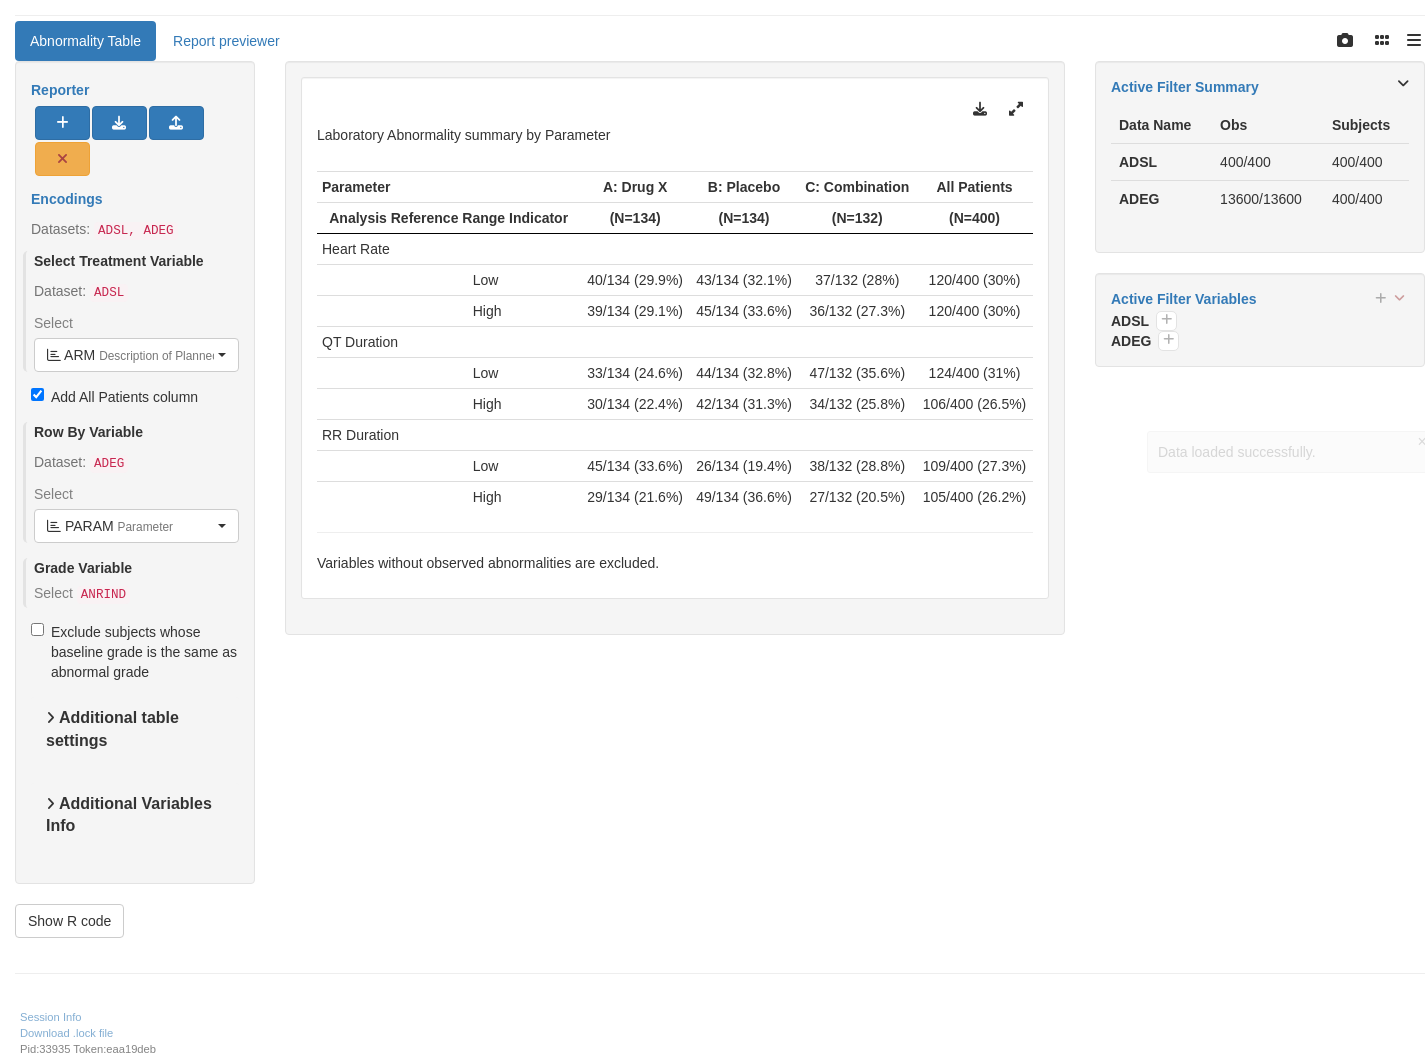 Abnormality Table
Report previewer
Reporter
Encodings
Datasets: ADSL, ADEG
Select Treatment Variable
Dataset: ADSL
Select
ARM Description of Planne
Add All Patients column
Row By Variable
Dataset: ADEG
Select
PARAM Parameter
Grade Variable
Select ANRIND
Exclude subjects whose
baseline grade is the same as
abnormal grade
Additional table
settings
Additional Variables
Info
Show R code
Laboratory Abnormality summary by Parameter
Parameter A: Drug X B: Placebo C: Combination All Patients
Analysis Reference Range Indicator (N=134) (N=134) (N=132) (N=400)
Heart Rate
Low 40/134 (29.9%) 43/134 (32.1%) 37/132 (28%) 120/400 (30%)
High 39/134 (29.1%) 45/134 (33.6%) 36/132 (27.3%) 120/400 (30%)
QT Duration
Low 33/134 (24.6%) 44/134 (32.8%) 47/132 (35.6%) 124/400 (31%)
High 30/134 (22.4%) 42/134 (31.3%) 34/132 (25.8%) 106/400 (26.5%)
RR Duration
Low 45/134 (33.6%) 26/134 (19.4%) 38/132 (28.8%) 109/400 (27.3%)
High 29/134 (21.6%) 49/134 (36.6%) 27/132 (20.5%) 105/400 (26.2%)
Variables without observed abnormalities are excluded.
Active Filter Summary
Data Name Obs Subjects
ADSL 400/400 400/400
ADEG 13600/13600 400/400
Active Filter Variables
ADSL
ADEG
Data loaded successfully.
Session Info
Download .lock file
Pid:33935 Token:eaa19deb